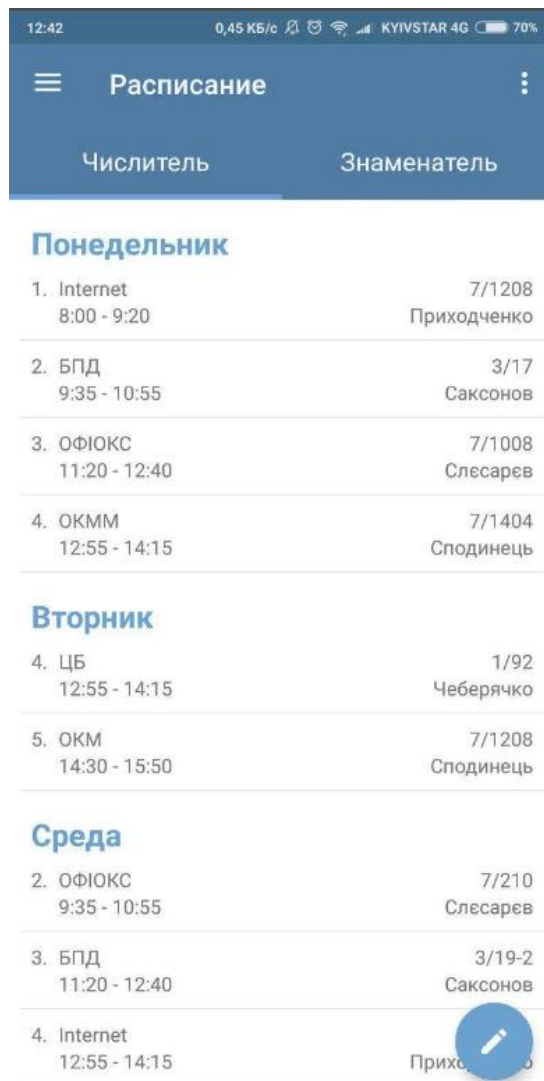 12:42 0,45 КБ/с KYIVSTAR 4G 70%
Расписание
Числитель Знаменатель
Понедельник
1. Internet 7/1208
8:00 - 9:20 Приходченко
2. БПД 3/17
9:35 - 10:55 Саксонов
3. ОФІОКС 7/1008
11:20 - 12:40 Слєсарєв
4. ОКММ 7/1404
12:55 - 14:15 Сподинець
Вторник
4. ЦБ 1/92
12:55 - 14:15 Чеберячко
5. ОКМ 7/1208
14:30 - 15:50 Сподинець
Среда
2. ОФІОКС 7/210
9:35 - 10:55 Слєсарєв
3. БПД 3/19-2
11:20 - 12:40 Саксонов
4. Internet
12:55 - 14:15